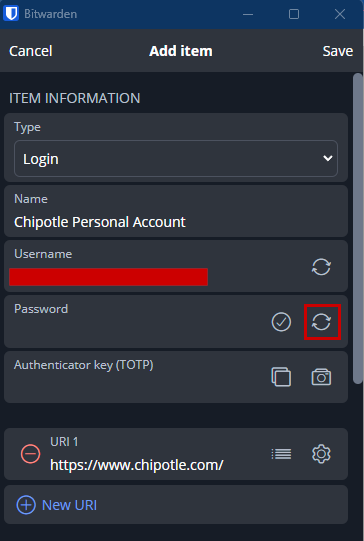 Bitwarden
Cancel Add item Save
ITEM INFORMATION
Type
Login
Name
Chipotle Personal Account
Username
Password
Authenticator key (TOTP)
URI 1
https://www.chipotle.com/
New URI